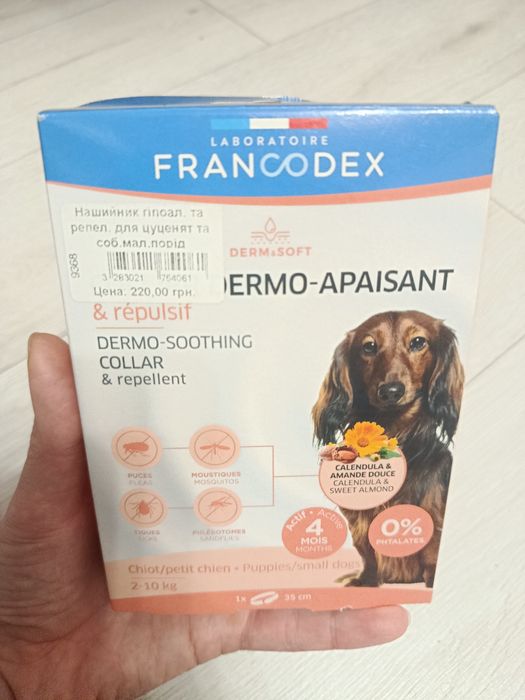 LABORATOIRE
FRANCODEX
Нашийник гіпоал. та
репел. для цуценят та
соб.мал.порід
9368
3 283021 764061
Цена: 220,00 грн.
DERM&SOFT
DERMO-APAISANT
& répulsif
DERMO-SOOTHING
COLLAR
& repellent
PUCES
FLEAS
MOUSTIQUES
MOSQUITOS
TIQUES
TICKS
PHLÉBOTOMES
SANDFLIES
CALENDULA &
AMANDE DOUCE
CALENDULA &
SWEET ALMOND
Actif • Active
4
MOIS
MONTHS
0%
PHTALATES
Chiot/petit chien • Puppies/small dogs
2-10 kg
1x
35 cm